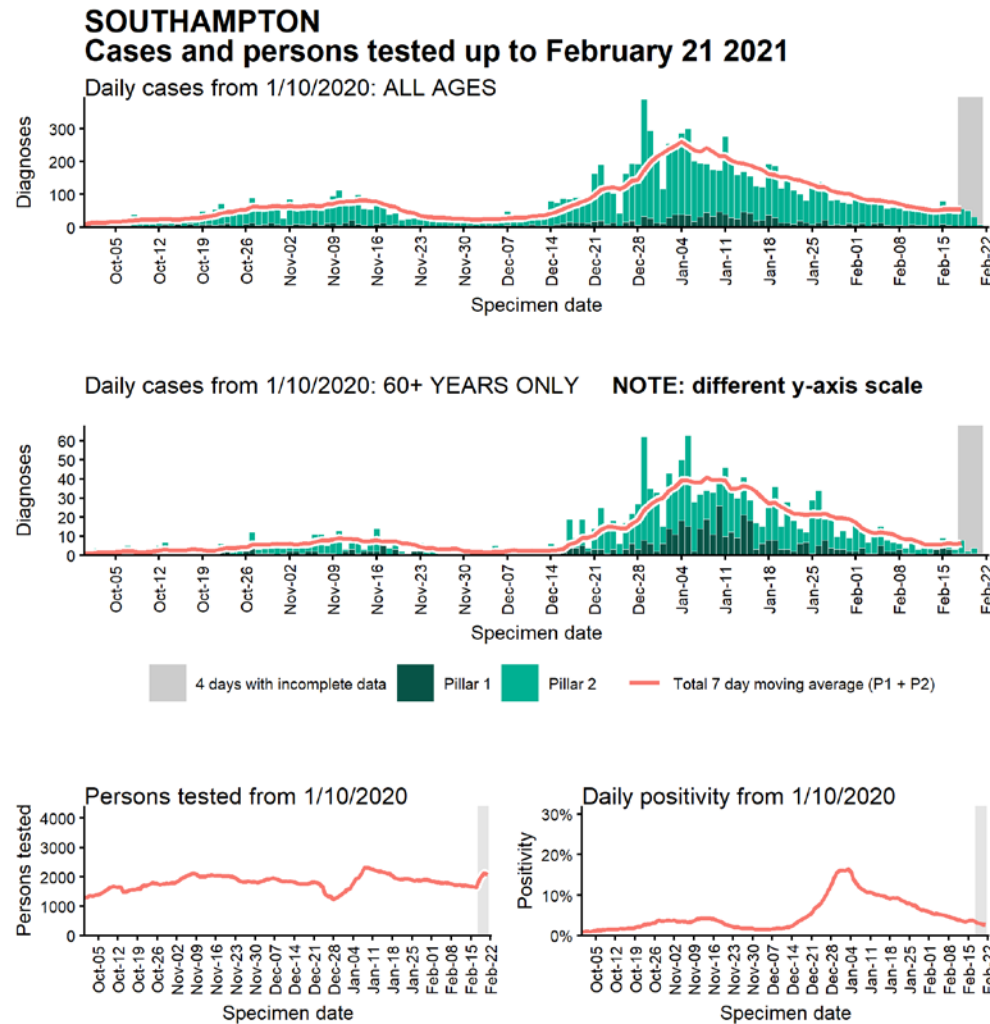 SOUTHAMPTON
Cases and persons tested up to February 21 2021
Daily cases from 1/10/2020: ALL AGES
Diagnoses
300
200
100
0
Oct-05
Oct-12
Oct-19
Oct-26
Nov-02
Nov-09
Nov-16
Nov-23
Nov-30
Dec-07
Dec-14
Dec-21
Dec-28
Jan-04
Jan-11
Jan-18
Jan-25
Feb-01
Feb-08
Feb-15
Feb-22
Specimen date
Daily cases from 1/10/2020: 60+ YEARS ONLY NOTE: different y-axis scale
Diagnoses
60
50
40
30
20
10
0
Oct-05
Oct-12
Oct-19
Oct-26
Nov-02
Nov-09
Nov-16
Nov-23
Nov-30
Dec-07
Dec-14
Dec-21
Dec-28
Jan-04
Jan-11
Jan-18
Jan-25
Feb-01
Feb-08
Feb-15
Feb-22
Specimen date
4 days with incomplete data Pillar 1 Pillar 2 Total 7 day moving average (P1 + P2)
Persons tested from 1/10/2020
Persons tested
4000
3000
2000
1000
0
Oct-05
Oct-12
Oct-19
Oct-26
Nov-02
Nov-09
Nov-16
Nov-23
Nov-30
Dec-07
Dec-14
Dec-21
Dec-28
Jan-04
Jan-11
Jan-18
Jan-25
Feb-01
Feb-08
Feb-15
Feb-22
Specimen date
Daily positivity from 1/10/2020
Positivity
30%
20%
10%
0%
Oct-05
Oct-12
Oct-19
Oct-26
Nov-02
Nov-09
Nov-16
Nov-23
Nov-30
Dec-07
Dec-14
Dec-21
Dec-28
Jan-04
Jan-11
Jan-18
Jan-25
Feb-01
Feb-08
Feb-15
Feb-22
Specimen date